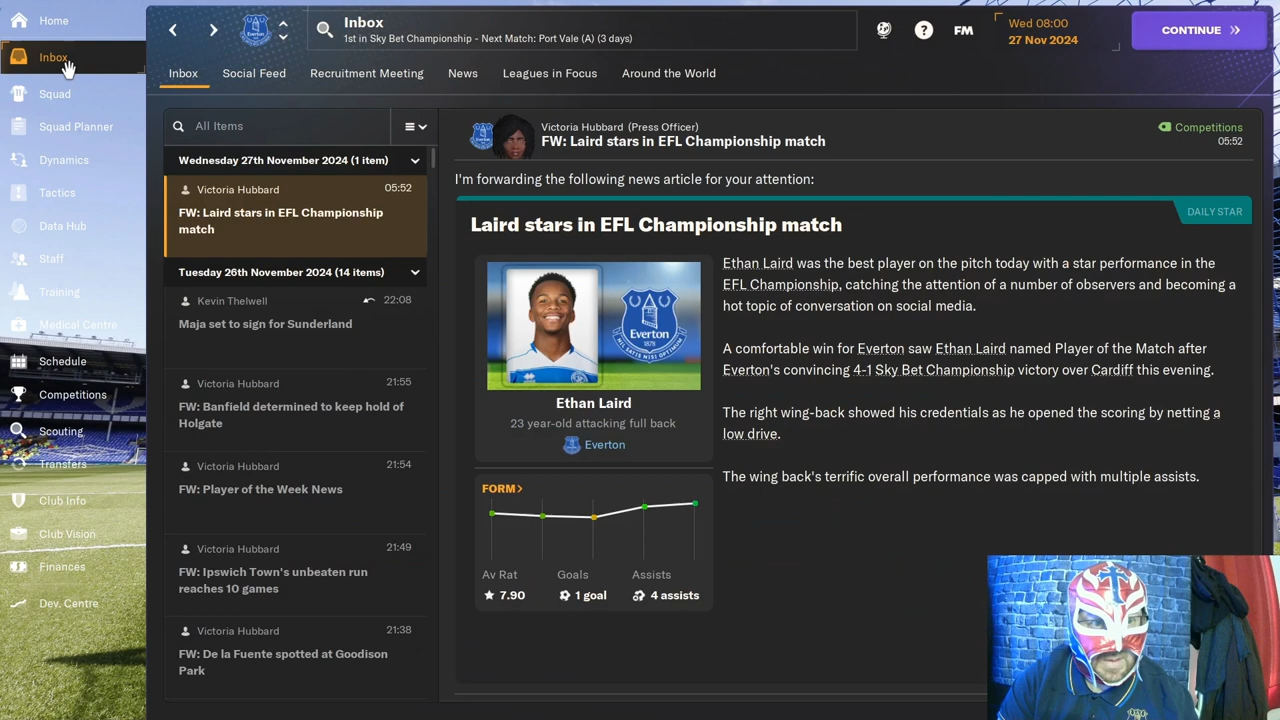 Home
Inbox
Squad
Squad Planner
Dynamics
Tactics
Data Hub
Staff
Training
Medical Centre
Schedule
Competitions
Scouting
Transfers
Club Info
Club Vision
Finances
Dev. Centre
Everton
Inbox
1st in Sky Bet Championship - Next Match: Port Vale (A) (3 days)
?
FM
Wed 08:00
27 Nov 2024
CONTINUE
Inbox
Social Feed
Recruitment Meeting
News
Leagues in Focus
Around the World
All Items
Wednesday 27th November 2024 (1 item)
Victoria Hubbard 05:52
FW: Laird stars in EFL Championship
match
Tuesday 26th November 2024 (14 items)
Kevin Thelwell 22:08
Maja set to sign for Sunderland
Victoria Hubbard 21:55
FW: Banfield determined to keep hold of
Holgate
Victoria Hubbard 21:54
FW: Player of the Week News
Victoria Hubbard 21:49
FW: Ipswich Town's unbeaten run
reaches 10 games
Victoria Hubbard 21:38
FW: De la Fuente spotted at Goodison
Park
Victoria Hubbard (Press Officer)
FW: Laird stars in EFL Championship match
Competitions
05:52
I'm forwarding the following news article for your attention:
DAILY STAR
Laird stars in EFL Championship match
Everton
1878
NIL SATIS NISI OPTIMUM
Ethan Laird
23 year-old attacking full back
Everton
FORM>
Av Rat Goals Assists
7.90 1 goal 4 assists
Ethan Laird was the best player on the pitch today with a star performance in the
EFL Championship, catching the attention of a number of observers and becoming a
hot topic of conversation on social media.
A comfortable win for Everton saw Ethan Laird named Player of the Match after
Everton's convincing 4-1 Sky Bet Championship victory over Cardiff this evening.
The right wing-back showed his credentials as he opened the scoring by netting a
low drive.
The wing back's terrific overall performance was capped with multiple assists.